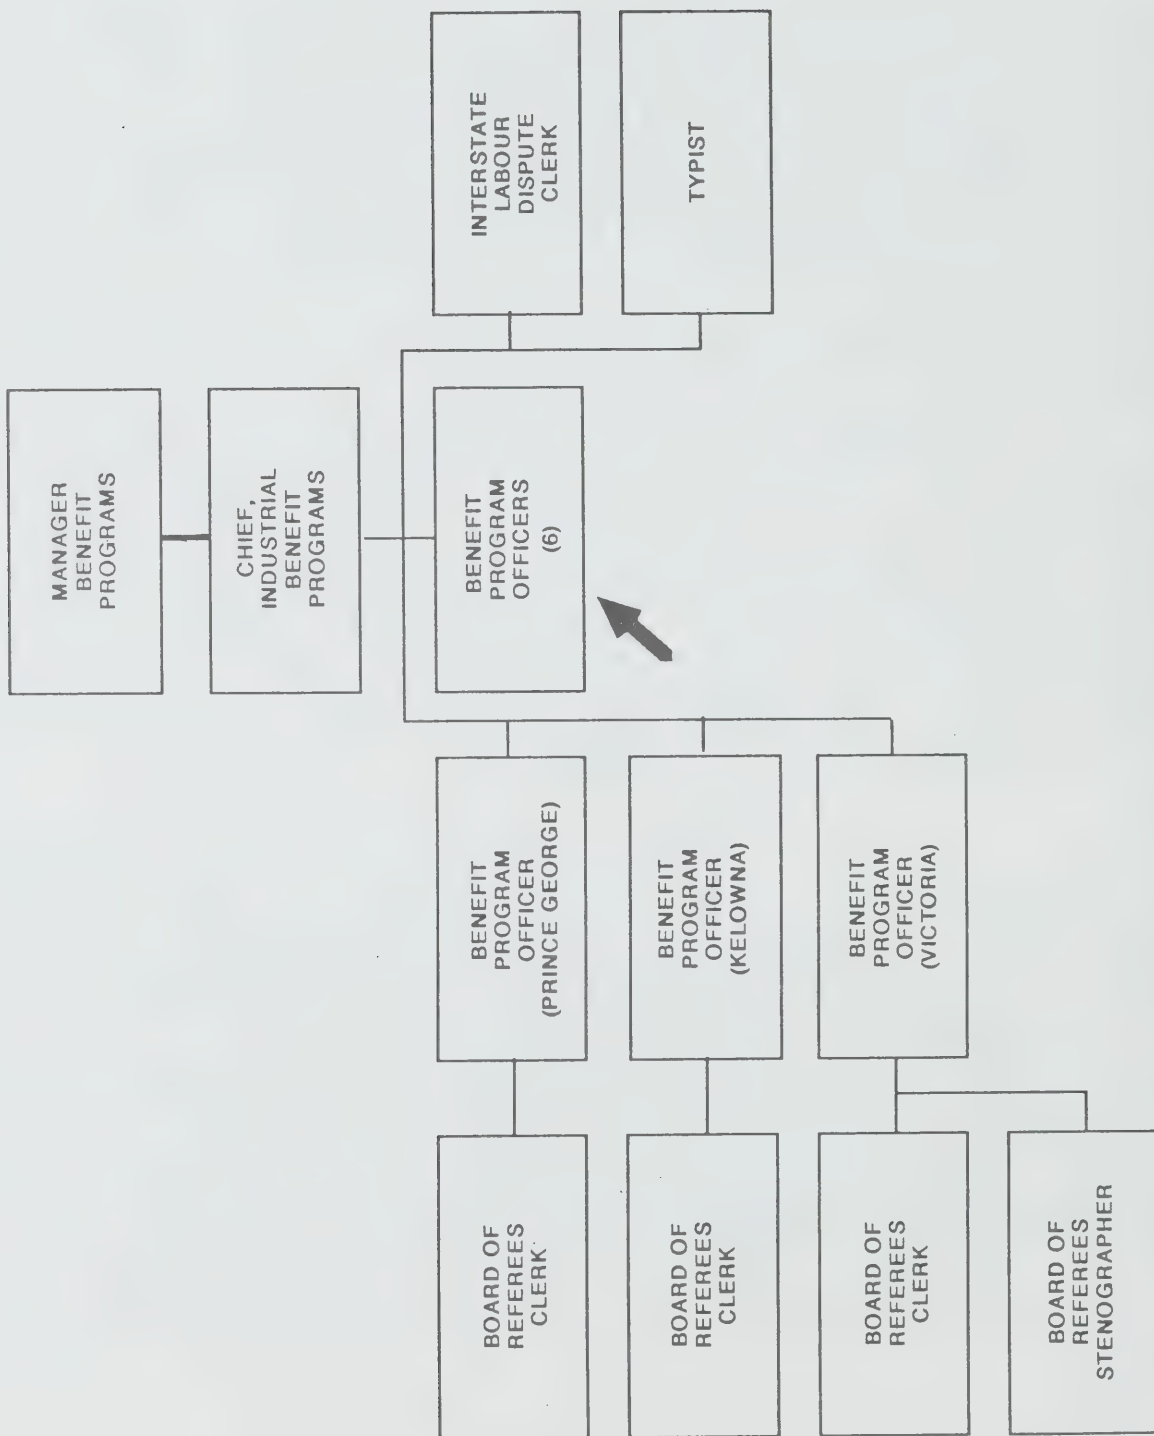 MANAGER
BENEFIT
PROGRAMS
CHIEF,
INDUSTRIAL
BENEFIT
PROGRAMS
BENEFIT
PROGRAM
OFFICER
(PRINCE GEORGE)
BENEFIT
PROGRAM
OFFICERS
(6)
INTERSTATE
LABOUR
DISPUTE
CLERK
BENEFIT
PROGRAM
OFFICER
(KELOWNA)
TYPIST
BENEFIT
PROGRAM
OFFICER
(VICTORIA)
BOARD OF
REFEREES
CLERK
BOARD OF
REFEREES
CLERK
BOARD OF
REFEREES
CLERK
BOARD OF
REFEREES
STENOGRAPHER